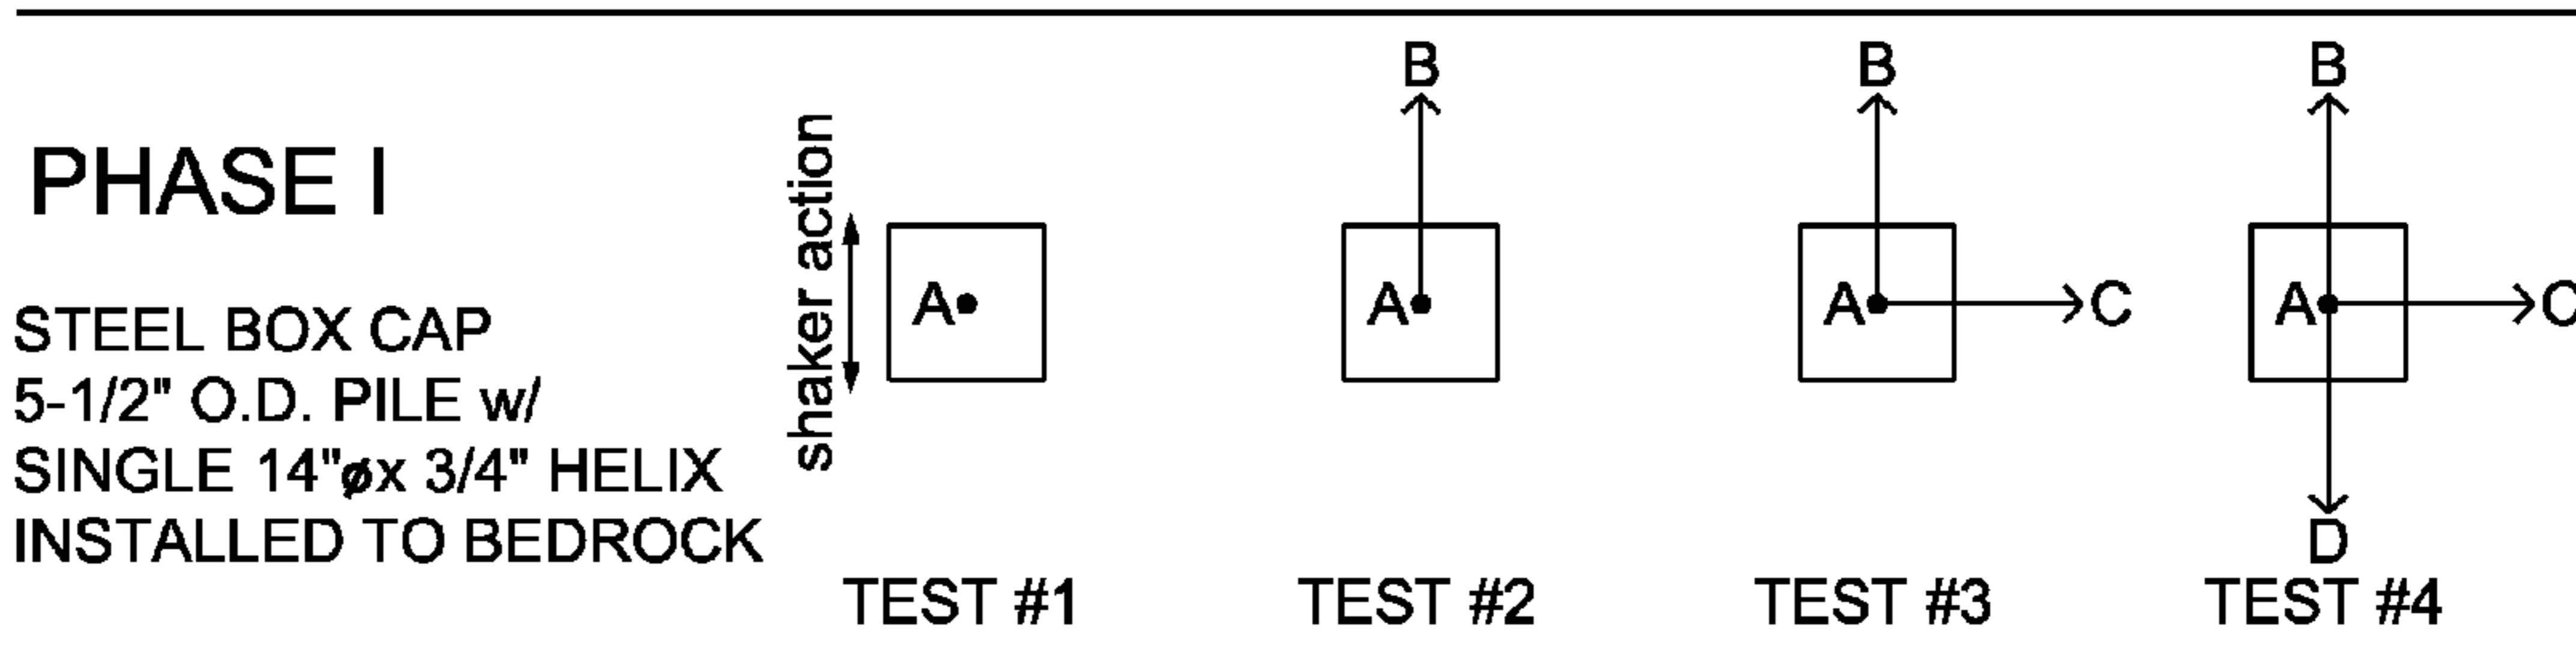 PHASE I
STEEL BOX CAP
5-1/2" O.D. PILE w/
SINGLE 14"øx 3/4" HELIX
INSTALLED TO BEDROCK
shaker action
A
TEST #1
B
A
TEST #2
B
A
C
TEST #3
B
A
C
D
TEST #4